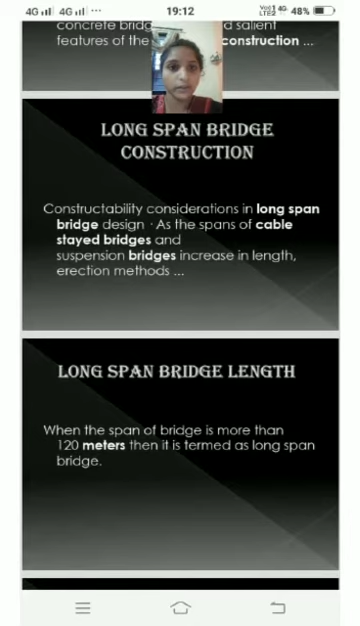 4G 4G ... 19:12 4G LTE2 48%
concrete d salient
features of the construction ...
LONG SPAN BRIDGE
CONSTRUCTION
Constructability considerations in long span
bridge design · As the spans of cable
stayed bridges and
suspension bridges increase in length,
erection methods ...
LONG SPAN BRIDGE LENGTH
When the span of bridge is more than
120 meters then it is termed as long span
bridge.